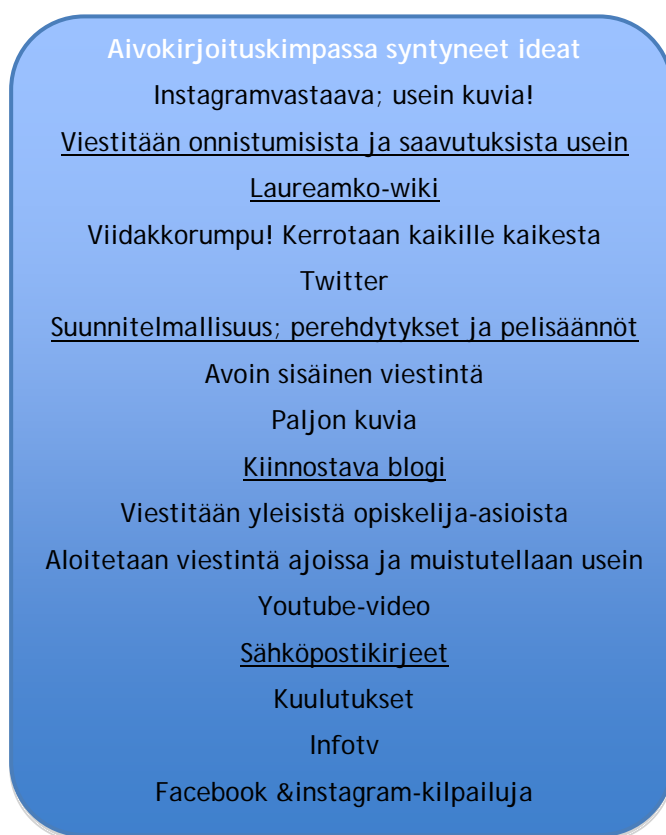 Aivokirjoituskimpassa syntyneet ideat
Instagramvastaava; usein kuvia!
Viestitään onnistumisista ja saavutuksista usein
Laureamko-wiki
Viidakkorumpu! Kerrotaan kaikille kaikesta
Twitter
Suunnitelmallisuus; perehdytykset ja pelisäännöt
Avoin sisäinen viestintä
Paljon kuvia
Kiinnostava blogi
Viestitään yleisistä opiskelija-asioista
Aloitetaan viestintä ajoissa ja muistutellaan usein
Youtube-video
Sähköpostikirjeet
Kuulutukset
Infotv
Facebook &instagram-kilpailuja